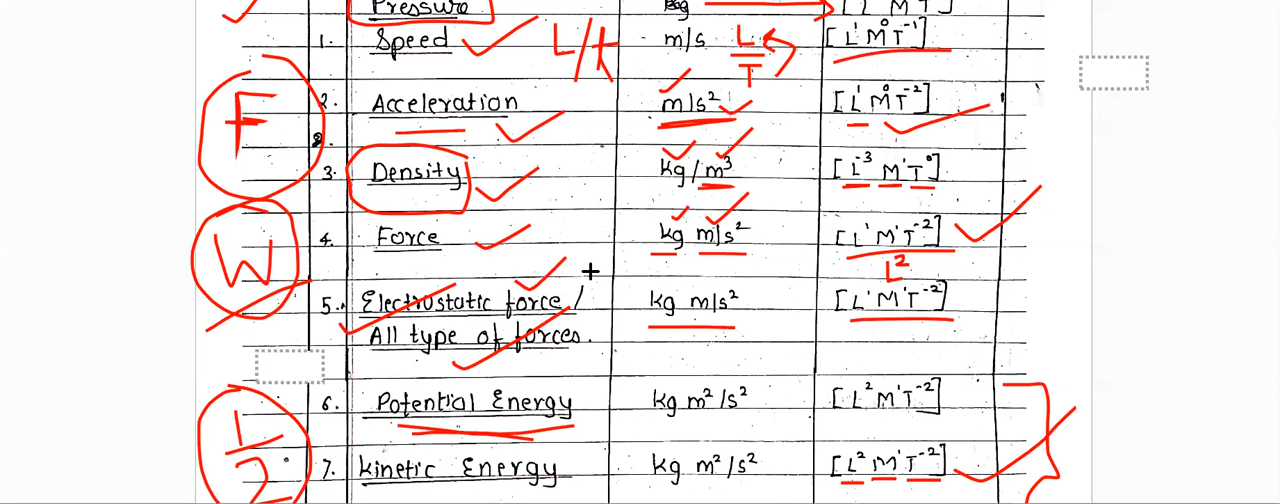 Pressure kg [L M T]
1. Speed L/t m/s L/T [L¹M⁰T⁻¹]
F
2. Acceleration m/s² [L¹M⁰T⁻²]
3. Density kg/m³ [L⁻³M¹T⁰]
W
4. Force kg m/s² [L¹M¹T⁻²]
L²
5. Electrostatic force / kg m/s² [L¹M¹T⁻²]
All type of forces.
6. Potential Energy kg m²/s² [L²M¹T⁻²]
1/2
7. Kinetic Energy kg m²/s² [L²M¹T⁻²]